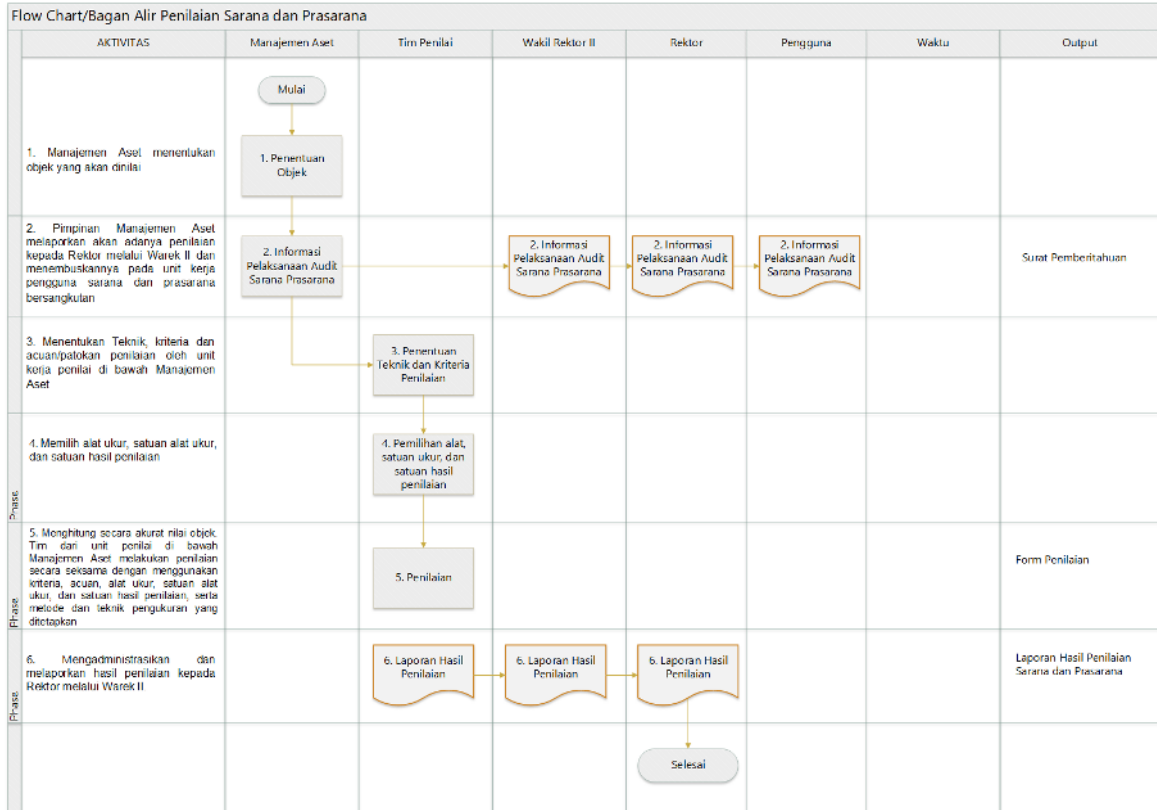 Flow Chart/Bagan Alir Penilaian Sarana dan Prasarana
AKTIVITAS
Manajemen Aset
Tim Penilai
Wakil Rektor II
Rektor
Pengguna
Waktu
Output
Mulai
1. Manajemen Aset menentukan
objek yang akan dinilai
1. Penentuan
Objek
2. Pimpinan Manajemen Aset
melaporkan akan adanya penilaian
kepada Rektor melalui Warek II dan
menembuskannya pada unit kerja
pengguna sarana dan prasarana
bersangkutan
2. Informasi
Pelaksanaan Audit
Sarana Prasarana
2. Informasi
Pelaksanaan Audit
Sarana Prasarana
2. Informasi
Pelaksanaan Audit
Sarana Prasarana
2. Informasi
Pelaksanaan Audit
Sarana Prasarana
Surat Pemberitahuan
3. Menentukan Teknik, kriteria dan
acuan/patokan penilaian oleh unit
kerja penilai di bawah Manajemen
Aset
3. Penentuan
Teknik dan Kriteria
Penilaian
Phase
4. Memilih alat ukur, satuan alat ukur,
dan satuan hasil penilaian
4. Pemilihan alat,
satuan ukur, dan
satuan hasil
penilaian
Phase
5. Menghitung secara akurat nilai objek.
Tim dari unit penilai di bawah
Manajemen Aset melakukan penilaian
secara seksama dengan menggunakan
kriteria, acuan, alat ukur, satuan alat
ukur, dan satuan hasil penilaian, serta
metode dan teknik pengukuran yang
ditetapkan
5. Penilaian
Form Penilaian
Phase
6. Mengadministrasikan dan
melaporkan hasil penilaian kepada
Rektor melalui Warek II
6. Laporan Hasil
Penilaian
6. Laporan Hasil
Penilaian
6. Laporan Hasil
Penilaian
Laporan Hasil Penilaian
Sarana dan Prasarana
Selesai